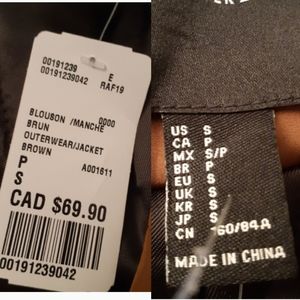 00191239 E
00191239042 RAF19
BLOUSON /MANCHE 0000
BRUN
OUTERWEAR/JACKET
BROWN A001611
P
S
CAD $69.90
00191239042
US S
CA P
MX S/P
BR P
EU S
UK S
KR S
JP S
CN 160/84A
MADE IN CHINA